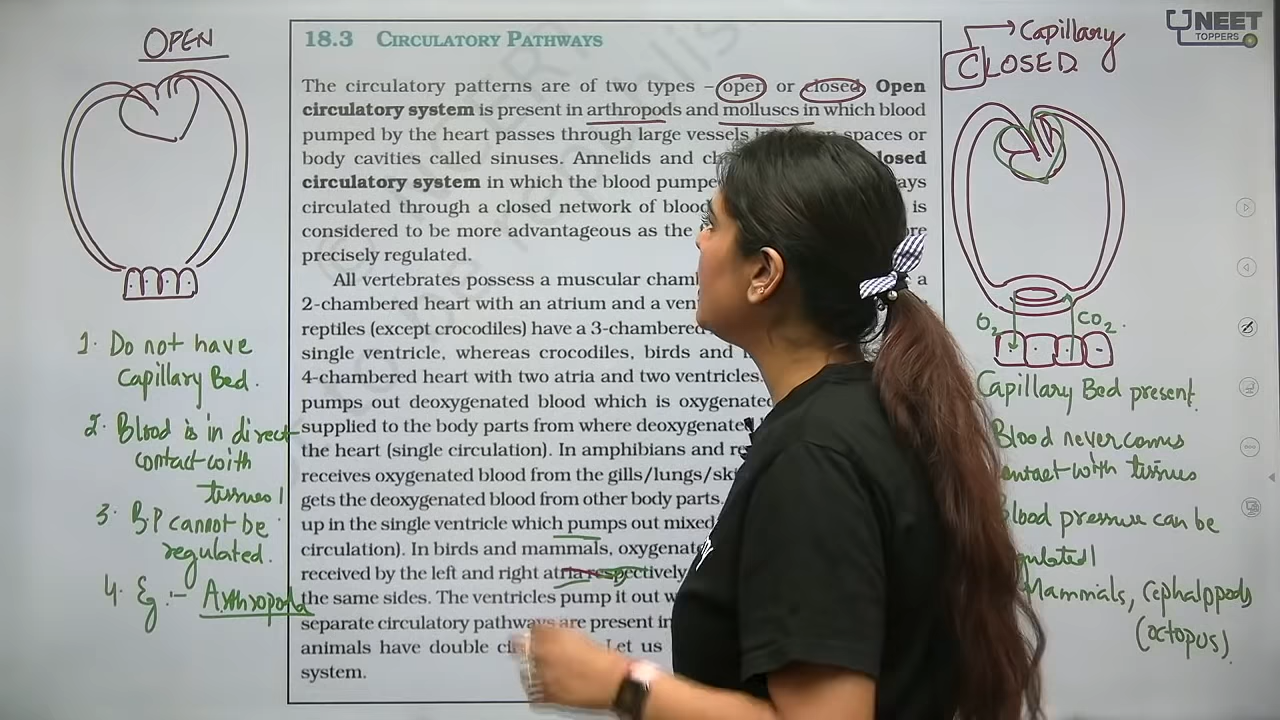 OPEN
1. Do not have
Capillary Bed.
2. Blood is in direct
contact with
tissues
3. B.P cannot be
regulated.
4. Eg :- Arthropoda
18.3 CIRCULATORY PATHWAYS
The circulatory patterns are of two types – open or closed. Open
circulatory system is present in arthropods and molluscs in which blood
pumped by the heart passes through large vessels in spaces or
body cavities called sinuses. Annelids and closed
circulatory system in which the blood
circulated through a closed network of blood is
considered to be more advantageous as the
precisely regulated.
All vertebrates possess a muscular a
2-chambered heart with an atrium and a
reptiles (except crocodiles) have a 3-chambered
single ventricle, whereas crocodiles, birds and
4-chambered heart with two atria and two ventricles.
pumps out deoxygenated blood which is oxygenated
supplied to the body parts from where
the heart (single circulation). In amphibians and
receives oxygenated blood from the gills/lungs/
gets the deoxygenated blood from other body parts.
up in the single ventricle which pumps out mixed
circulation). In birds and mammals,
received by the left and right atria respectively
the same sides. The ventricles pump it out
separate circulatory pathways are present in
animals have double Let us
system.
Capillary
CLOSED
O2
CO2.
Capillary Bed present.
Blood never comes
contact with tissues
Blood pressure can be
Mammals, Cephalopods
(octopus).
NEET
TOPPERS